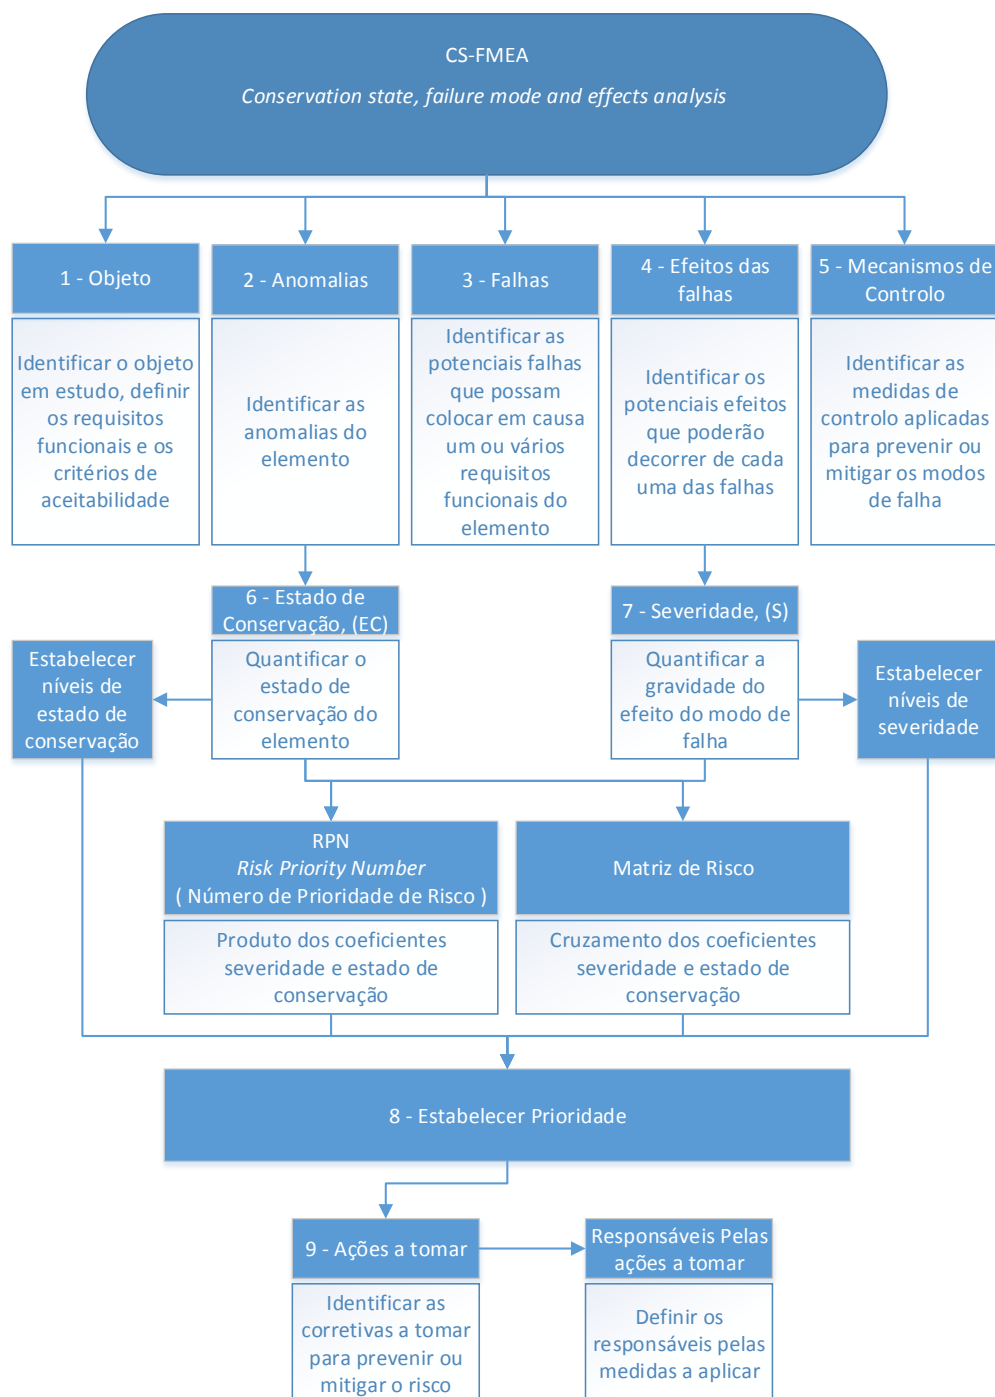 CS-FMEA
Conservation state, failure mode and effects analysis
1 - Objeto
Identificar o objeto
em estudo, definir
os requisitos
funcionais e os
critérios de
aceitabilidade
2 - Anomalias
Identificar as
anomalias do
elemento
3 - Falhas
Identificar as
potenciais falhas
que possam
colocar em causa
um ou vários
requisitos
funcionais do
elemento
4 - Efeitos das
falhas
Identificar os
potenciais efeitos
que poderão
decorrer de cada
uma das falhas
5 - Mecanismos de
Controlo
Identificar as
medidas de
controlo aplicadas
para prevenir ou
mitigar os modos
de falha
6 - Estado de
Conservação, (EC)
Quantificar o
estado de
conservação do
elemento
Estabelecer
níveis de
estado de
conservação
7 - Severidade, (S)
Quantificar a
gravidade do
efeito do modo de
falha
Estabelecer
níveis de
severidade
RPN
Risk Priority Number
( Número de Prioridade de Risco )
Produto dos coeficientes
severidade e estado de
conservação
Matriz de Risco
Cruzamento dos coeficientes
severidade e estado de
conservação
8 - Estabelecer Prioridade
9 - Ações a tomar
Identificar as
corretivas a tomar
para prevenir ou
mitigar o risco
Responsáveis Pelas
ações a tomar
Definir os
responsáveis pelas
medidas a aplicar